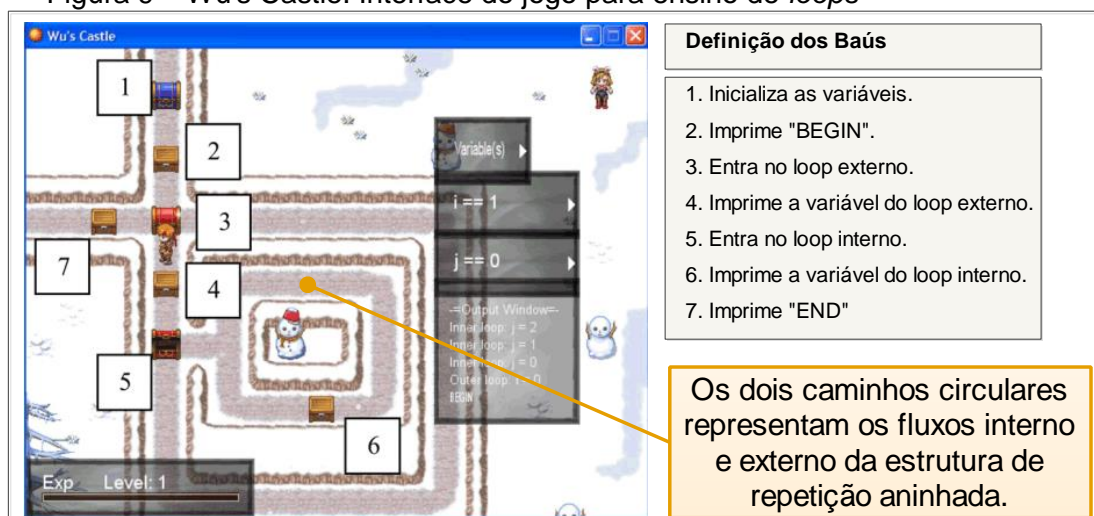 Figura 6 – Wu's Castle: interface do jogo para ensino de loops
Wu's Castle
1
2
3
4
5
6
7
Variable(s)
i == 1
j == 0
-=Output Window=-
Inner loop: j = 2
Inner loop: j = 1
Inner loop: j = 0
Outer loop: i = 0
BEGIN
Exp Level: 1
Definição dos Baús
1. Inicializa as variáveis.
2. Imprime "BEGIN".
3. Entra no loop externo.
4. Imprime a variável do loop externo.
5. Entra no loop interno.
6. Imprime a variável do loop interno.
7. Imprime "END"
Os dois caminhos circulares
representam os fluxos interno
e externo da estrutura de
repetição aninhada.